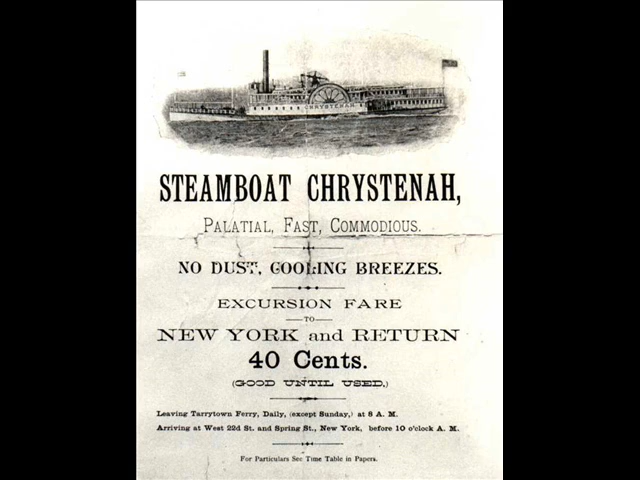 CHRYSTENAH
STEAMBOAT CHRYSTENAH,
PALATIAL, FAST, COMMODIOUS.
NO DUST, COOLING BREEZES.
EXCURSION FARE
TO
NEW YORK and RETURN
40 Cents.
(GOOD UNTIL USED.)
Leaving Tarrytown Ferry, Daily, (except Sunday,) at 8 A. M.
Arriving at West 22d St. and Spring St., New York, before 10 o'clock A. M.
For Particulars See Time Table in Papers.